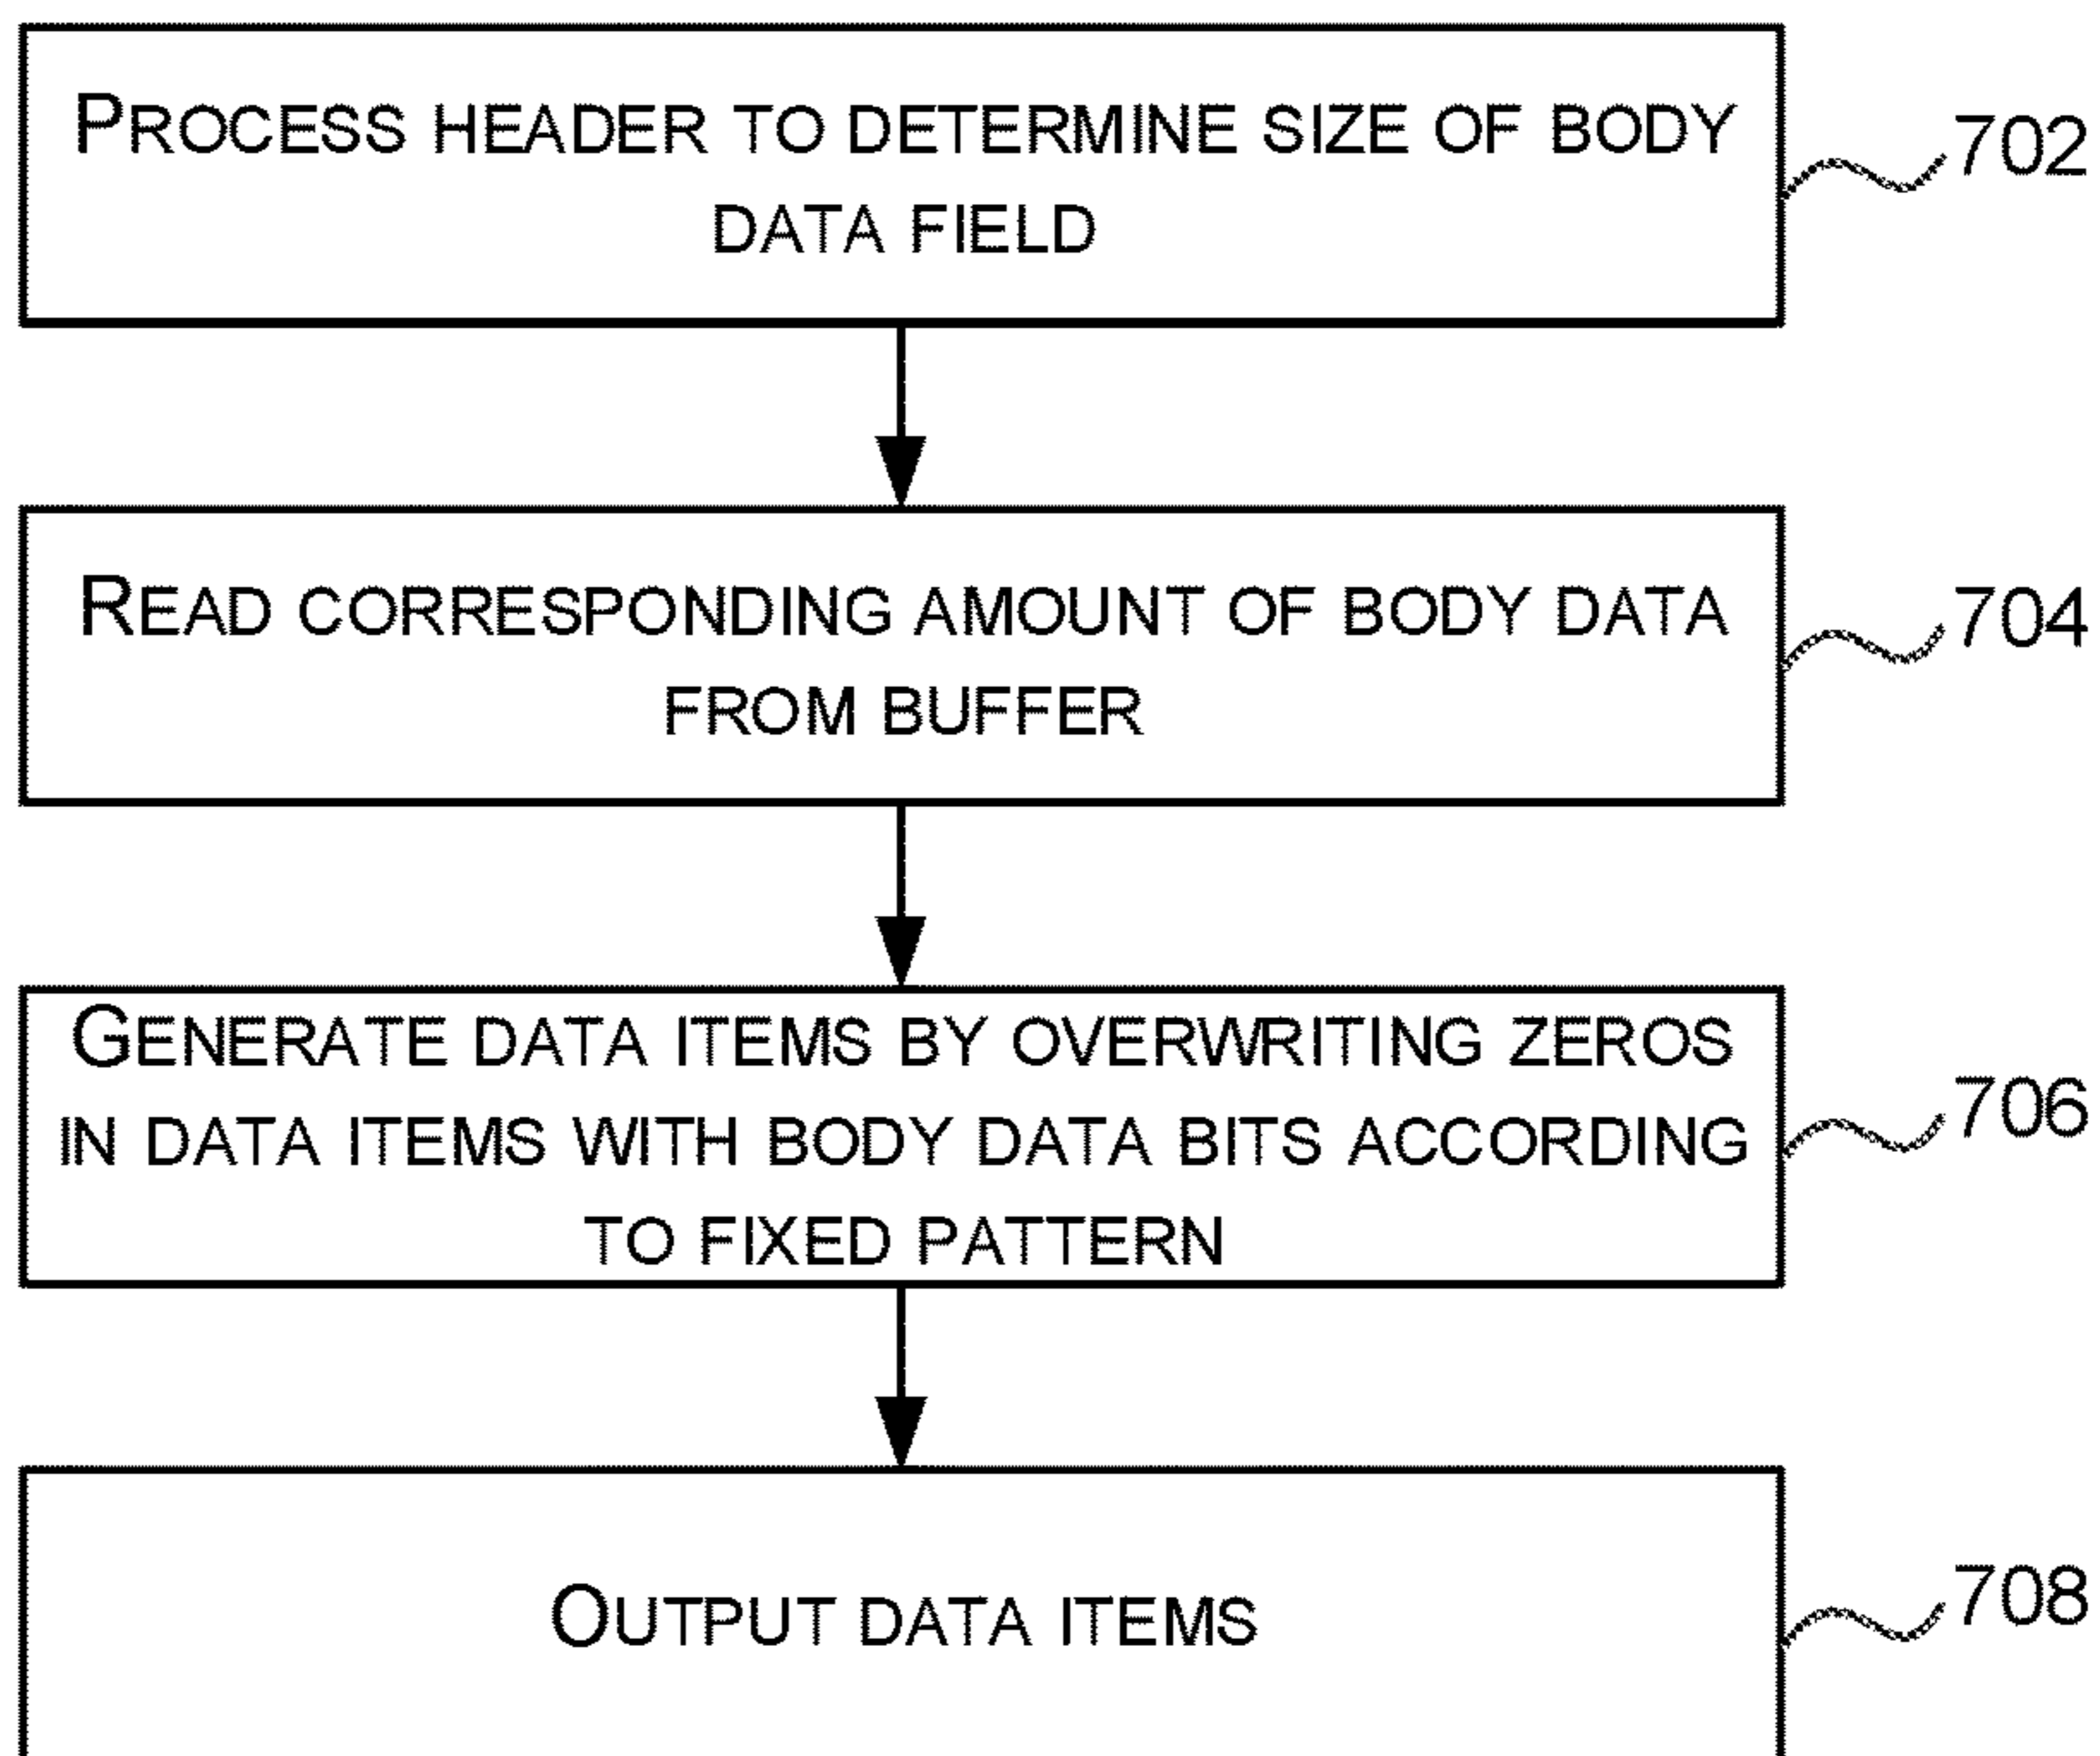 PROCESS HEADER TO DETERMINE SIZE OF BODY
DATA FIELD
702
READ CORRESPONDING AMOUNT OF BODY DATA
FROM BUFFER
704
GENERATE DATA ITEMS BY OVERWRITING ZEROS
IN DATA ITEMS WITH BODY DATA BITS ACCORDING
TO FIXED PATTERN
706
OUTPUT DATA ITEMS
708